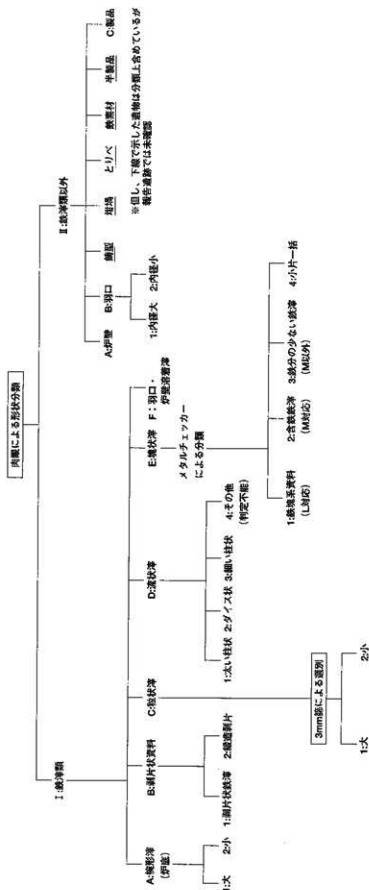 肉眼による形状分類
I:鉄滓類
II:鉄滓類以外
A:椀形滓
(炉底)
1:大
2:小
B:剥片状資料
1:剥片状鉄滓
2:鍛造剥片
C:粒状滓
3mm篩による選別
1:大
2:小
D:流状滓
1:太い柱状
2:ダイス状
3:細い柱状
4:その他
(判定不能)
E:塊状滓
メタルチェッカー
による分類
1:鉄塊系資料
(L対応)
2:含鉄鉄滓
(M対応)
3:鉄分の少ない鉄滓
(M以外)
4:小片一括
F:羽口・
炉壁溶着滓
A:炉壁
B:羽口
1:内径大
2:内径小
鋳型
坩堝
とりべ
鉄素材
半製品
C:製品
※但し、下線で示した遺物は分類上含めているが
報告遺跡では未確認